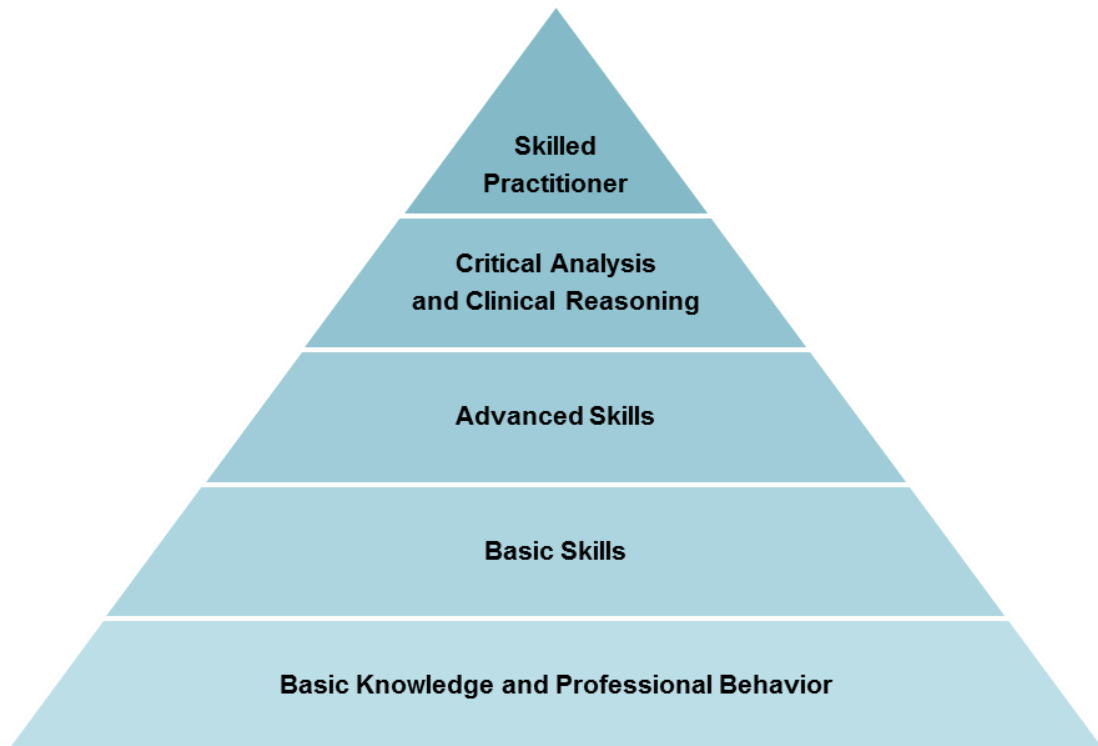 Skilled
Practitioner
Critical Analysis
and Clinical Reasoning
Advanced Skills
Basic Skills
Basic Knowledge and Professional Behavior